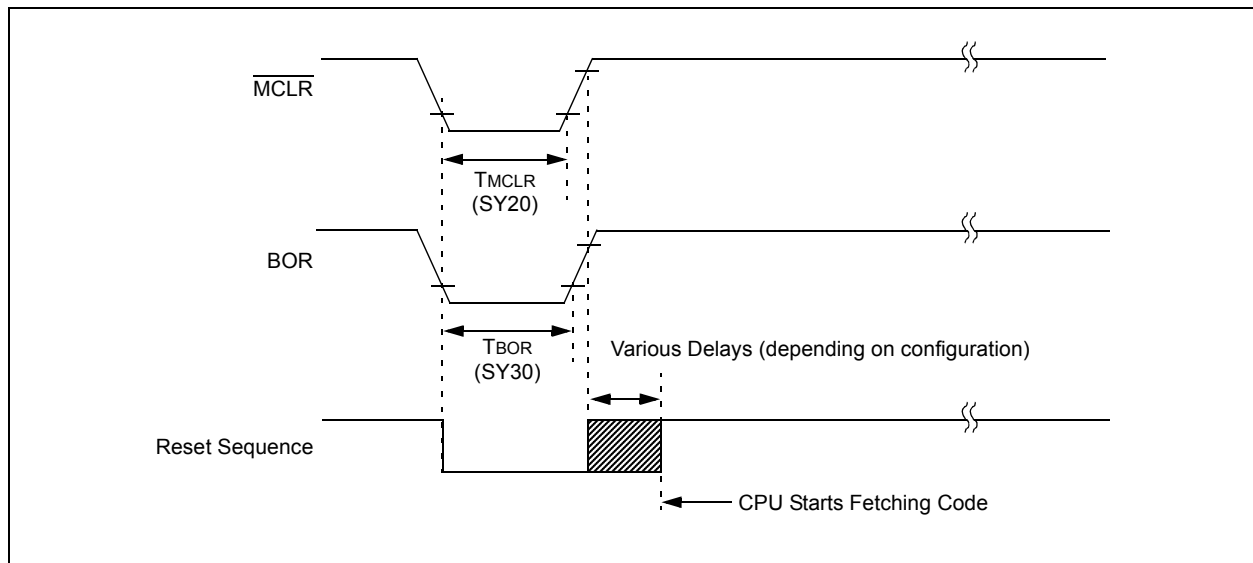 MCLR
TMCLR
(SY20)
BOR
TBOR
(SY30)
Various Delays (depending on configuration)
Reset Sequence
CPU Starts Fetching Code